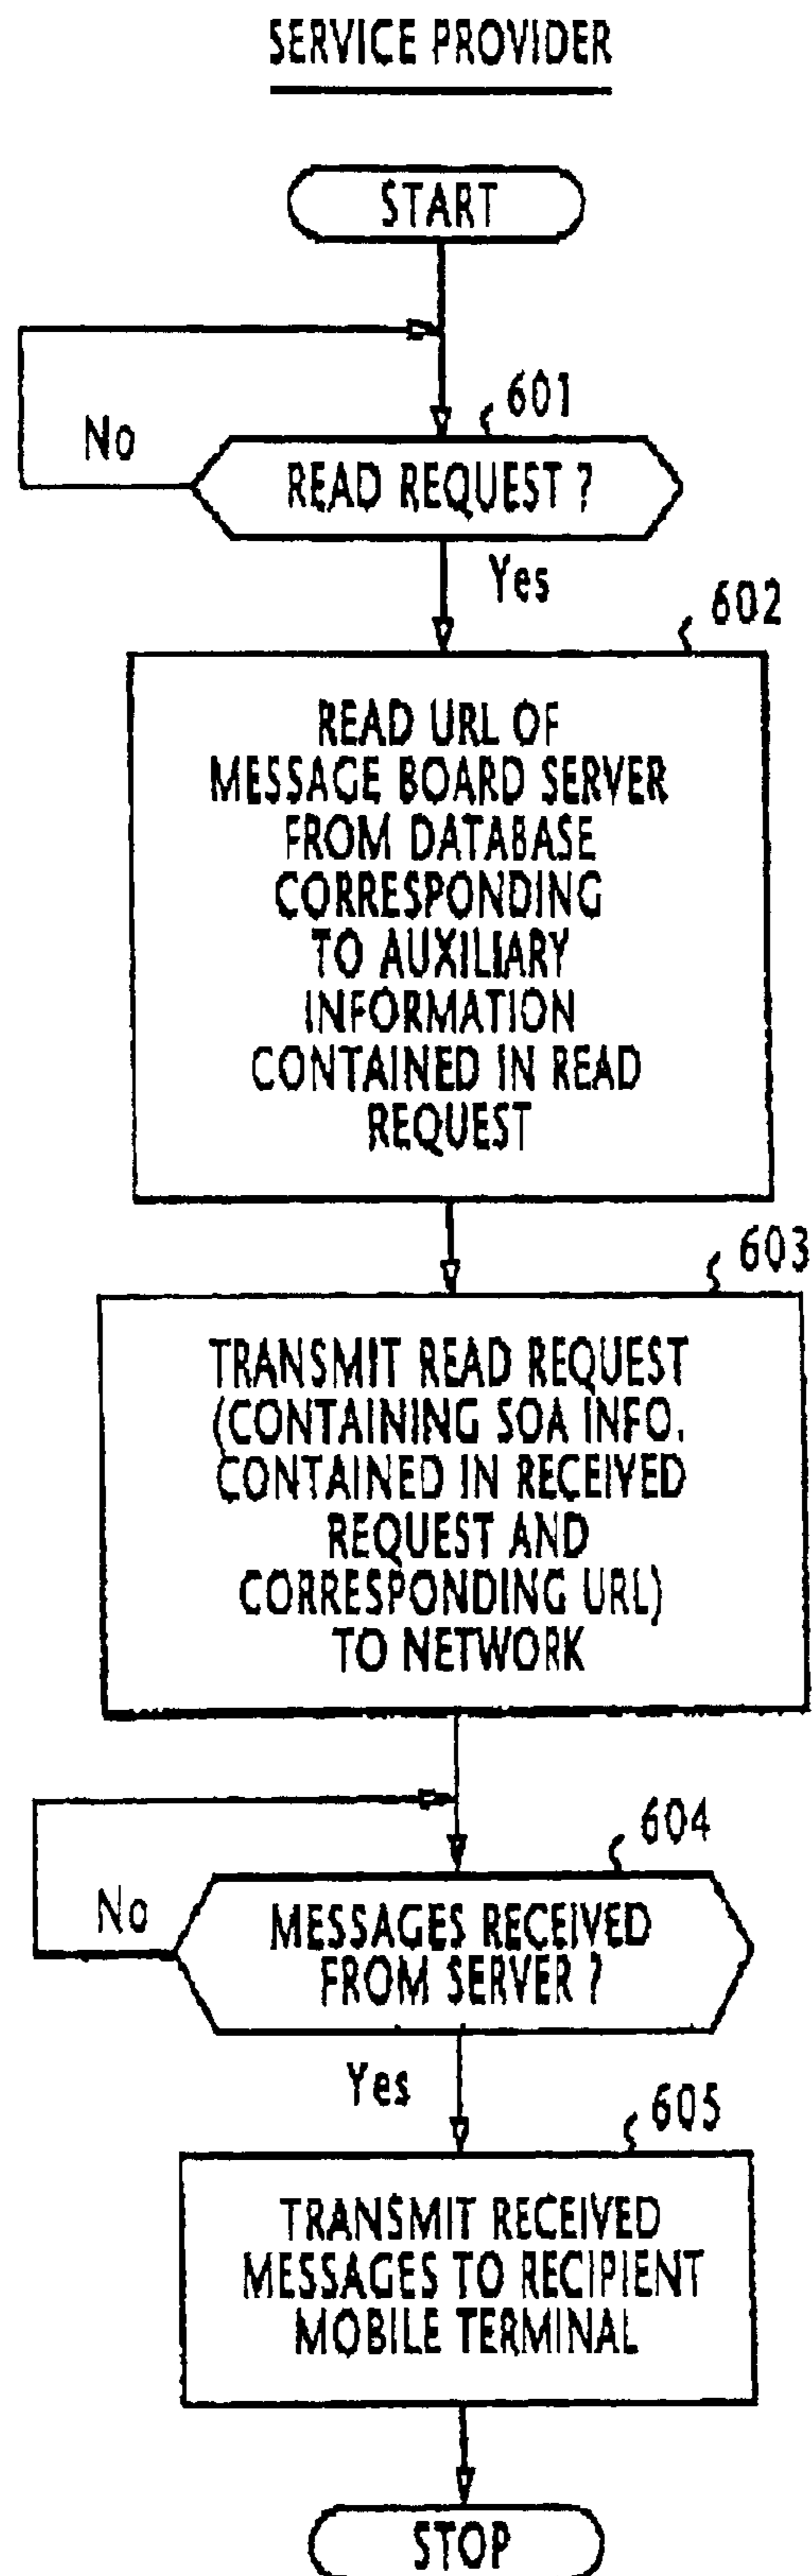 SERVICE PROVIDER
START
601
No
READ REQUEST ?
Yes
602
READ URL OF
MESSAGE BOARD SERVER
FROM DATABASE
CORRESPONDING
TO AUXILIARY
INFORMATION
CONTAINED IN READ
REQUEST
603
TRANSMIT READ REQUEST
(CONTAINING SOA INFO.
CONTAINED IN RECEIVED
REQUEST AND
CORRESPONDING URL)
TO NETWORK
604
No
MESSAGES RECEIVED
FROM SERVER ?
Yes
605
TRANSMIT RECEIVED
MESSAGES TO RECIPIENT
MOBILE TERMINAL
STOP